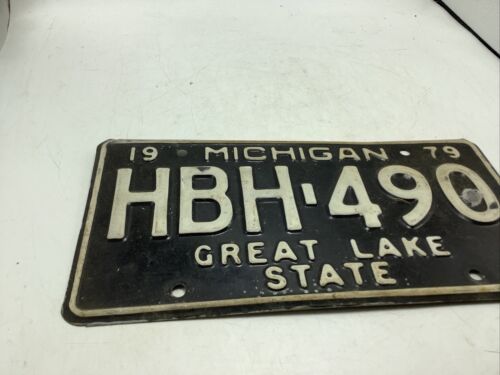 19 MICHIGAN 79
HBH-490
GREAT LAKE
STATE